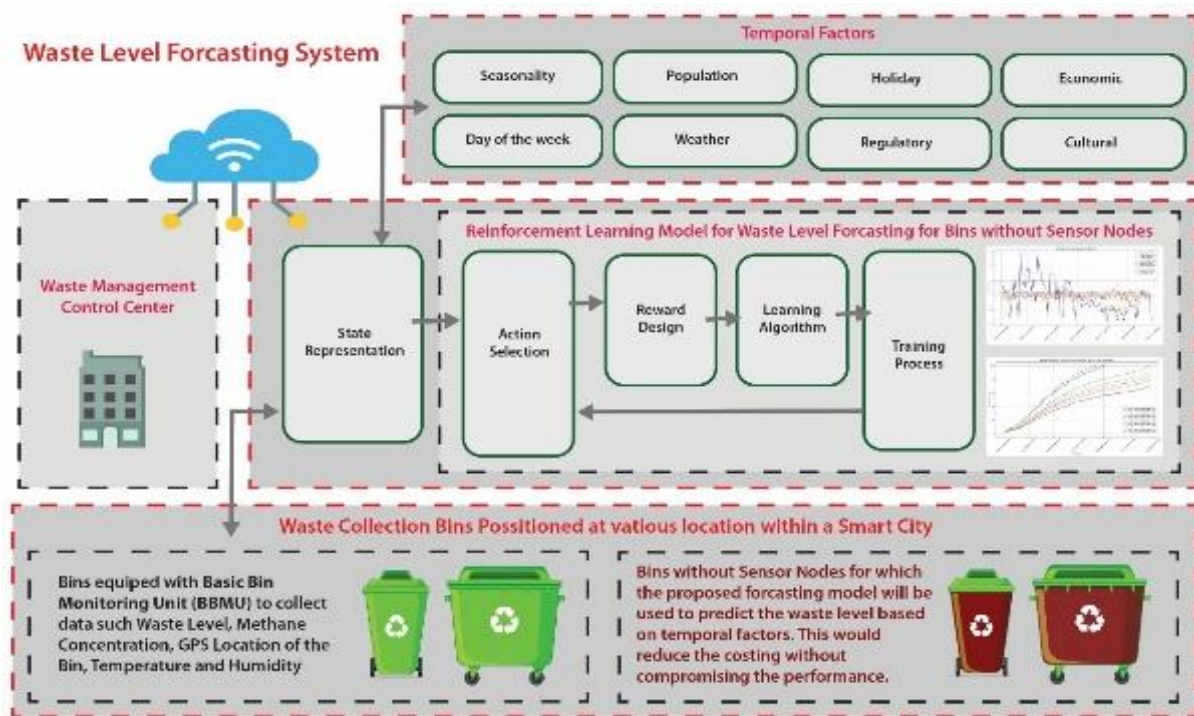 Waste Level Forcasting System
Temporal Factors
Seasonality
Population
Holiday
Economic
Day of the week
Weather
Regulatory
Cultural
Waste Management
Control Center
Reinforcement Learning Model for Waste Level Forcasting for Bins without Sensor Nodes
State
Representation
Action
Selection
Reward
Design
Learning
Algorithm
Training
Process
Waste Collection Bins Possitioned at vatious location within a Smart City
Bins equiped with Basic Bin
Monitoring Unit (BBMU) to collect
data such Waste Level, Methane
Concentration, GPS Location of the
Bin, Temperature and Humidity
Bins without Sensor Nodes for which
the proposed forcasting model will be
used to predict the waste level based
on temporal factors. This would
reduce the costing without
compromising the performance.